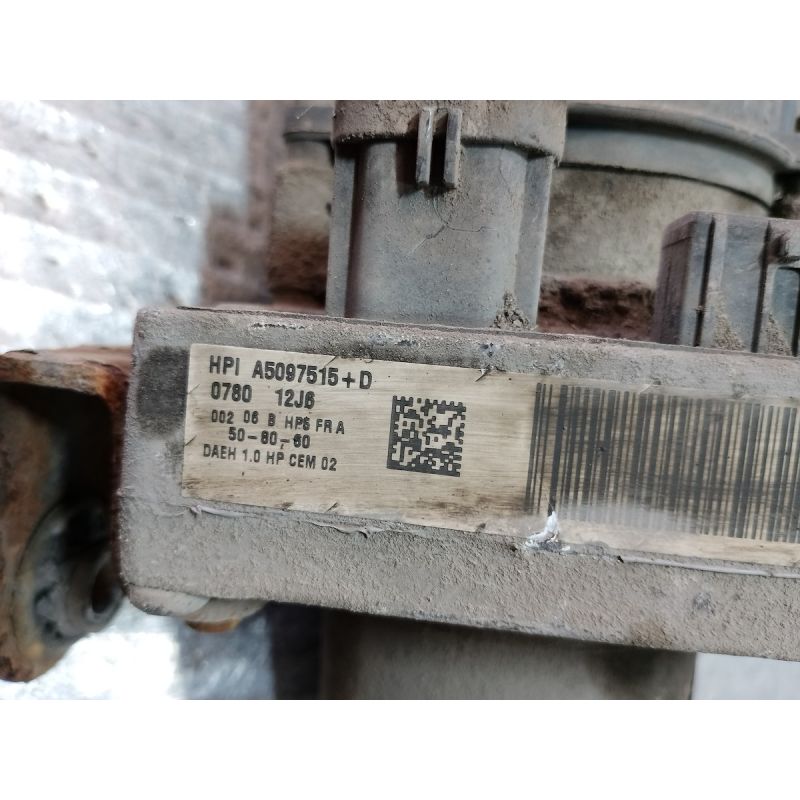 HPI A5097515+D
0780 12J6
002 06 B HPS FR A
50-60-60
DAEH 1.0 HP CEM 02